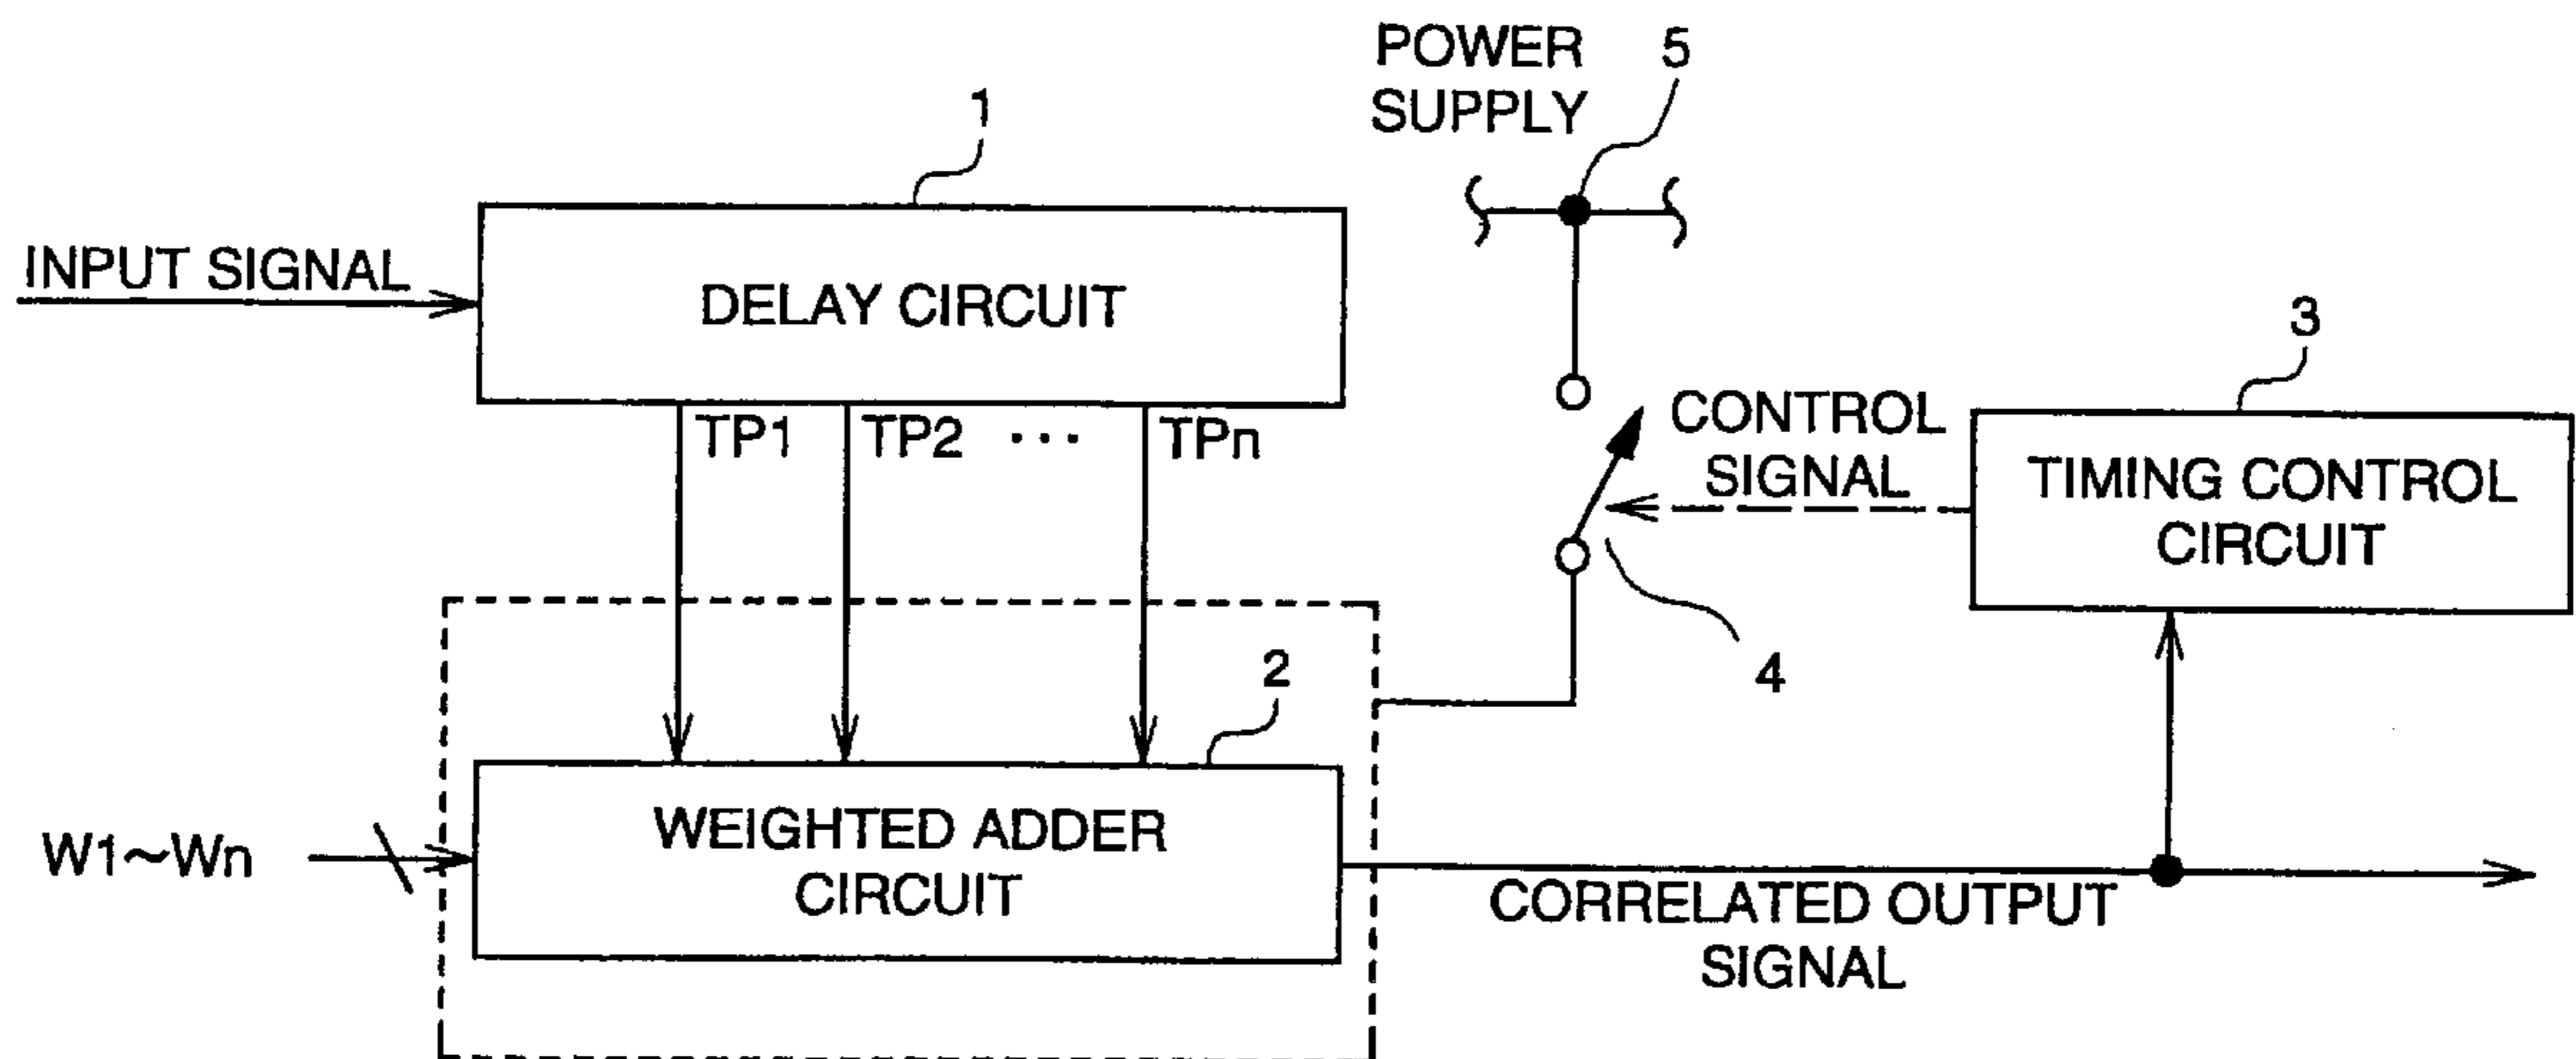 POWER
SUPPLY
5
1
INPUT SIGNAL
DELAY CIRCUIT
TP1 TP2 ... TPn
CONTROL
SIGNAL
3
TIMING CONTROL
CIRCUIT
4
2
W1~Wn
WEIGHTED ADDER
CIRCUIT
CORRELATED OUTPUT
SIGNAL